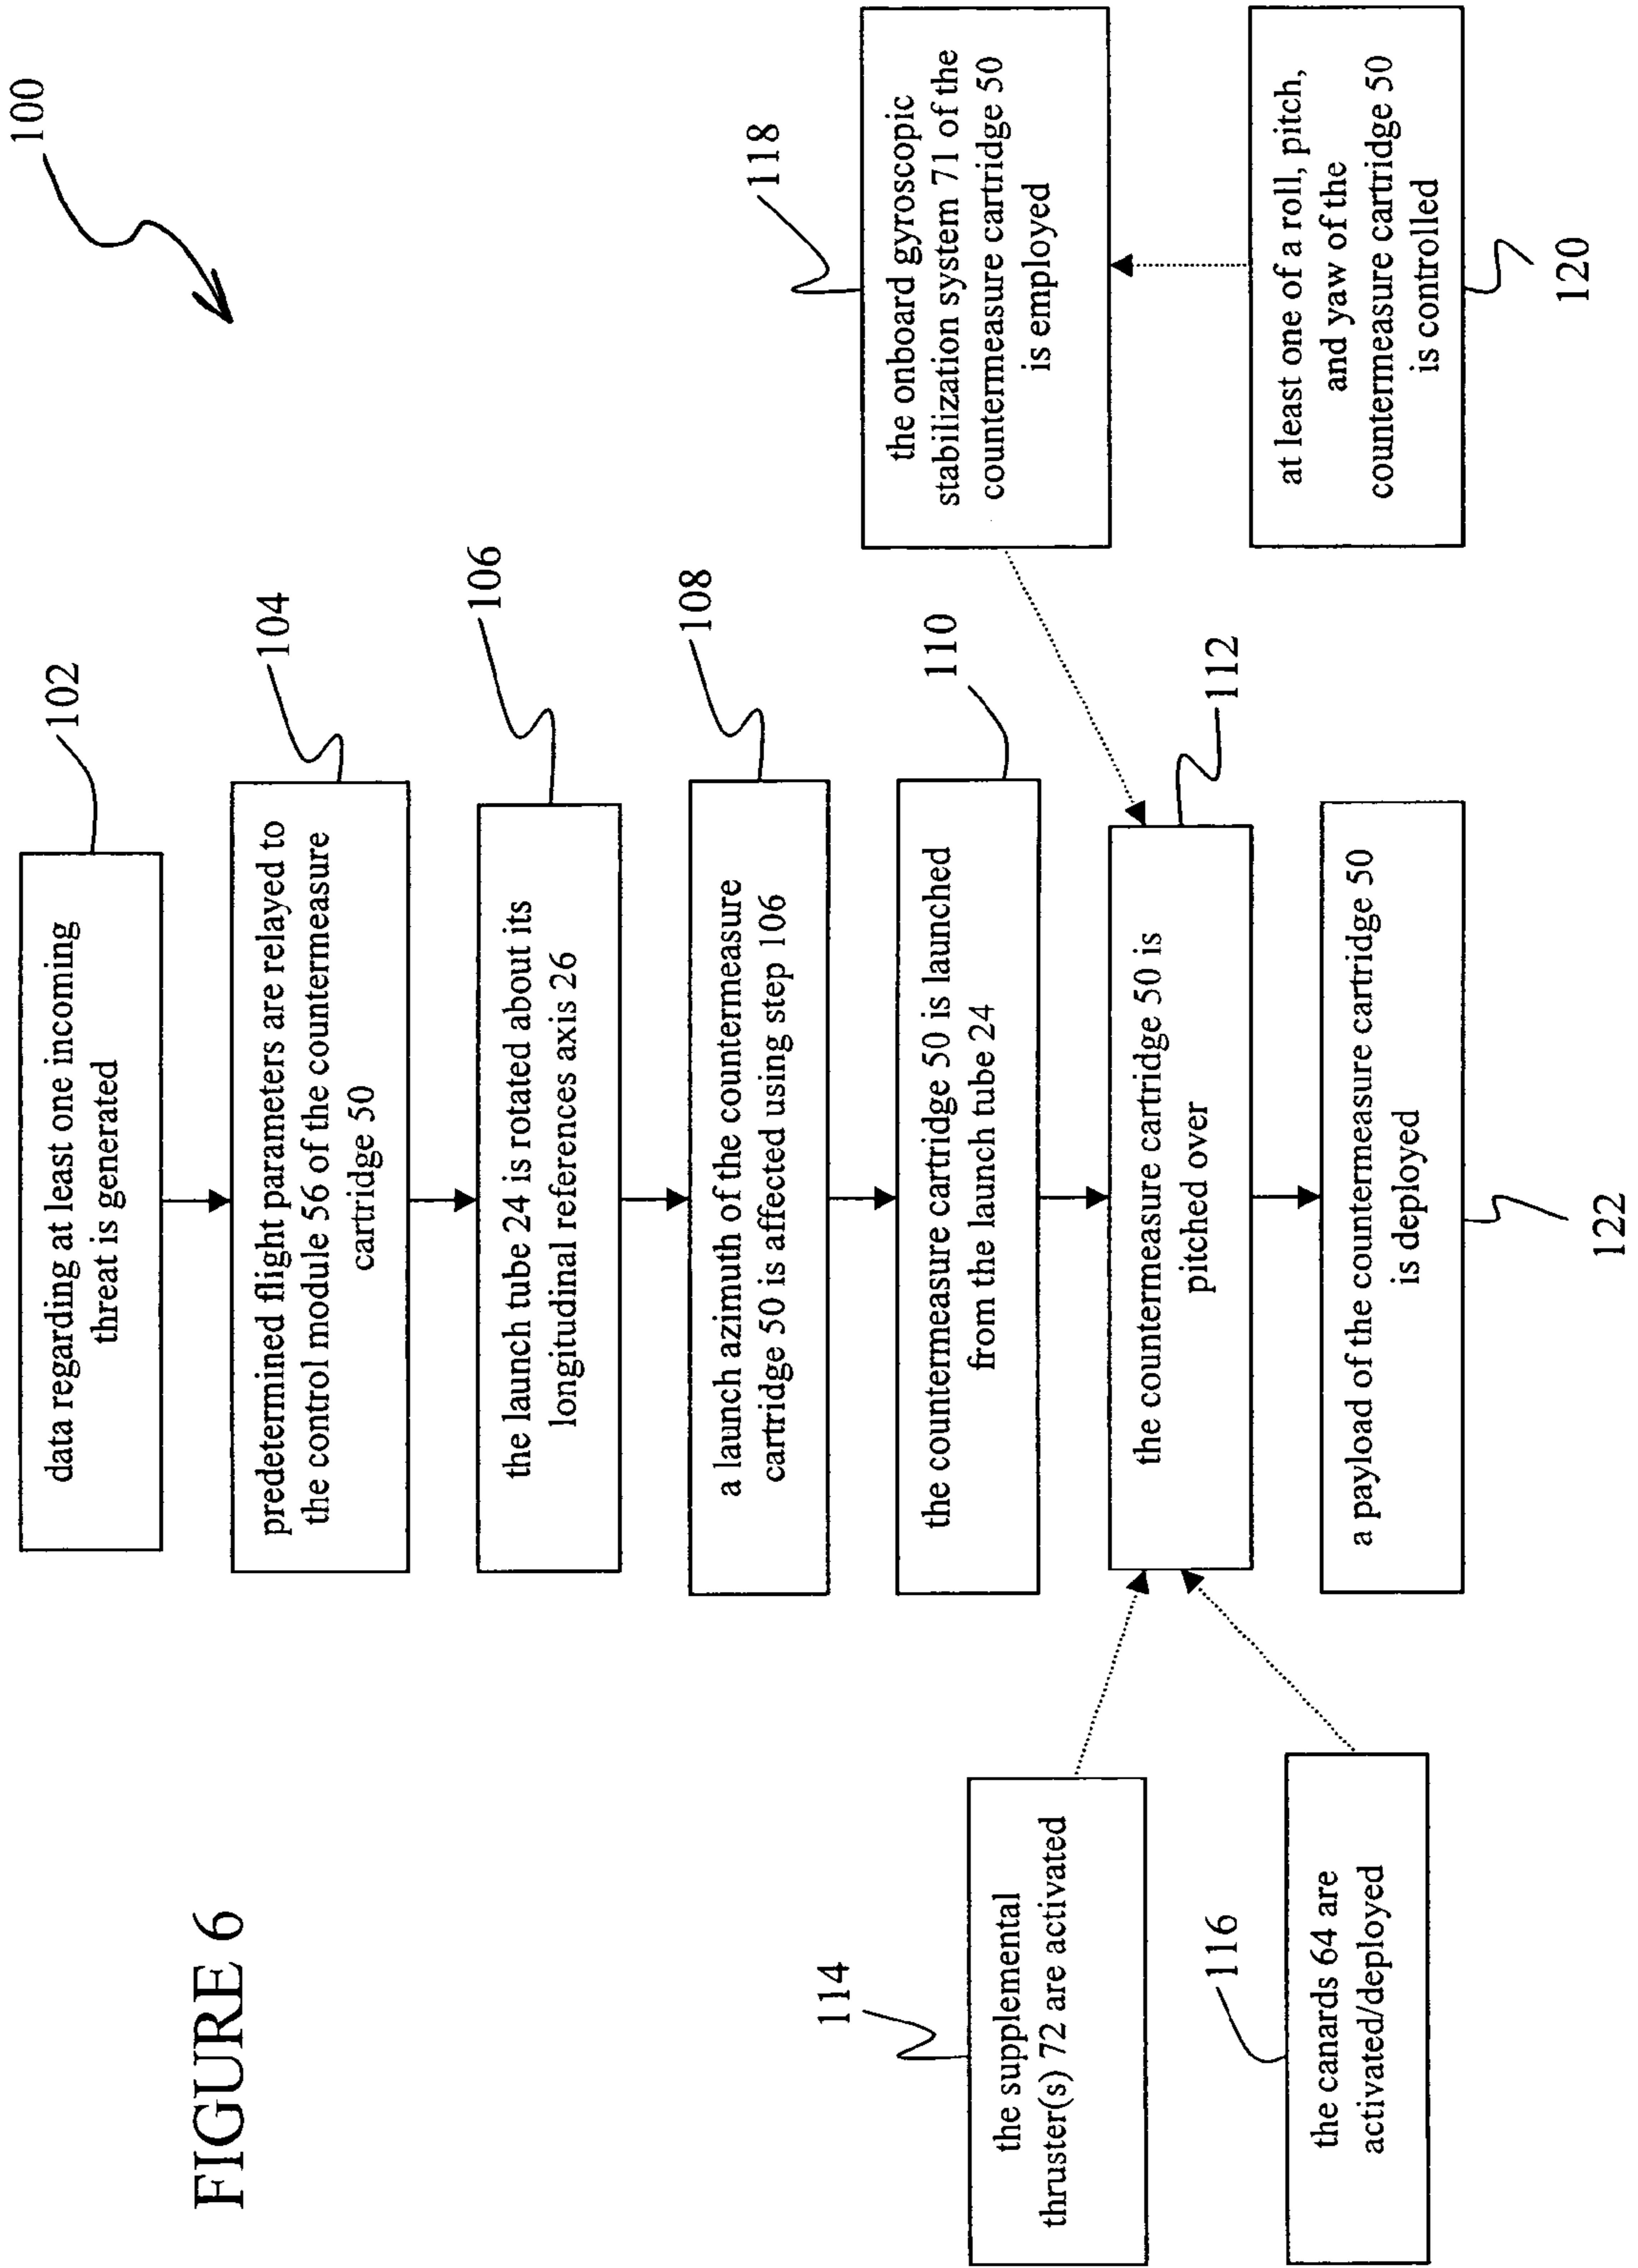 FIGURE 6
100
102
data regarding at least one incoming
threat is generated
104
predetermined flight parameters are relayed to
the control module 56 of the countermeasure
cartridge 50
106
the launch tube 24 is rotated about its
longitudinal references axis 26
108
a launch azimuth of the countermeasure
cartridge 50 is affected using step 106
110
the countermeasure cartridge 50 is launched
from the launch tube 24
112
the countermeasure cartridge 50 is
pitched over
114
the supplemental
thruster(s) 72 are activated
116
the canards 64 are
activated/deployed
118
the onboard gyroscopic
stabilization system 71 of the
countermeasure cartridge 50
is employed
120
at least one of a roll, pitch,
and yaw of the
countermeasure cartridge 50
is controlled
122
a payload of the countermeasure cartridge 50
is deployed